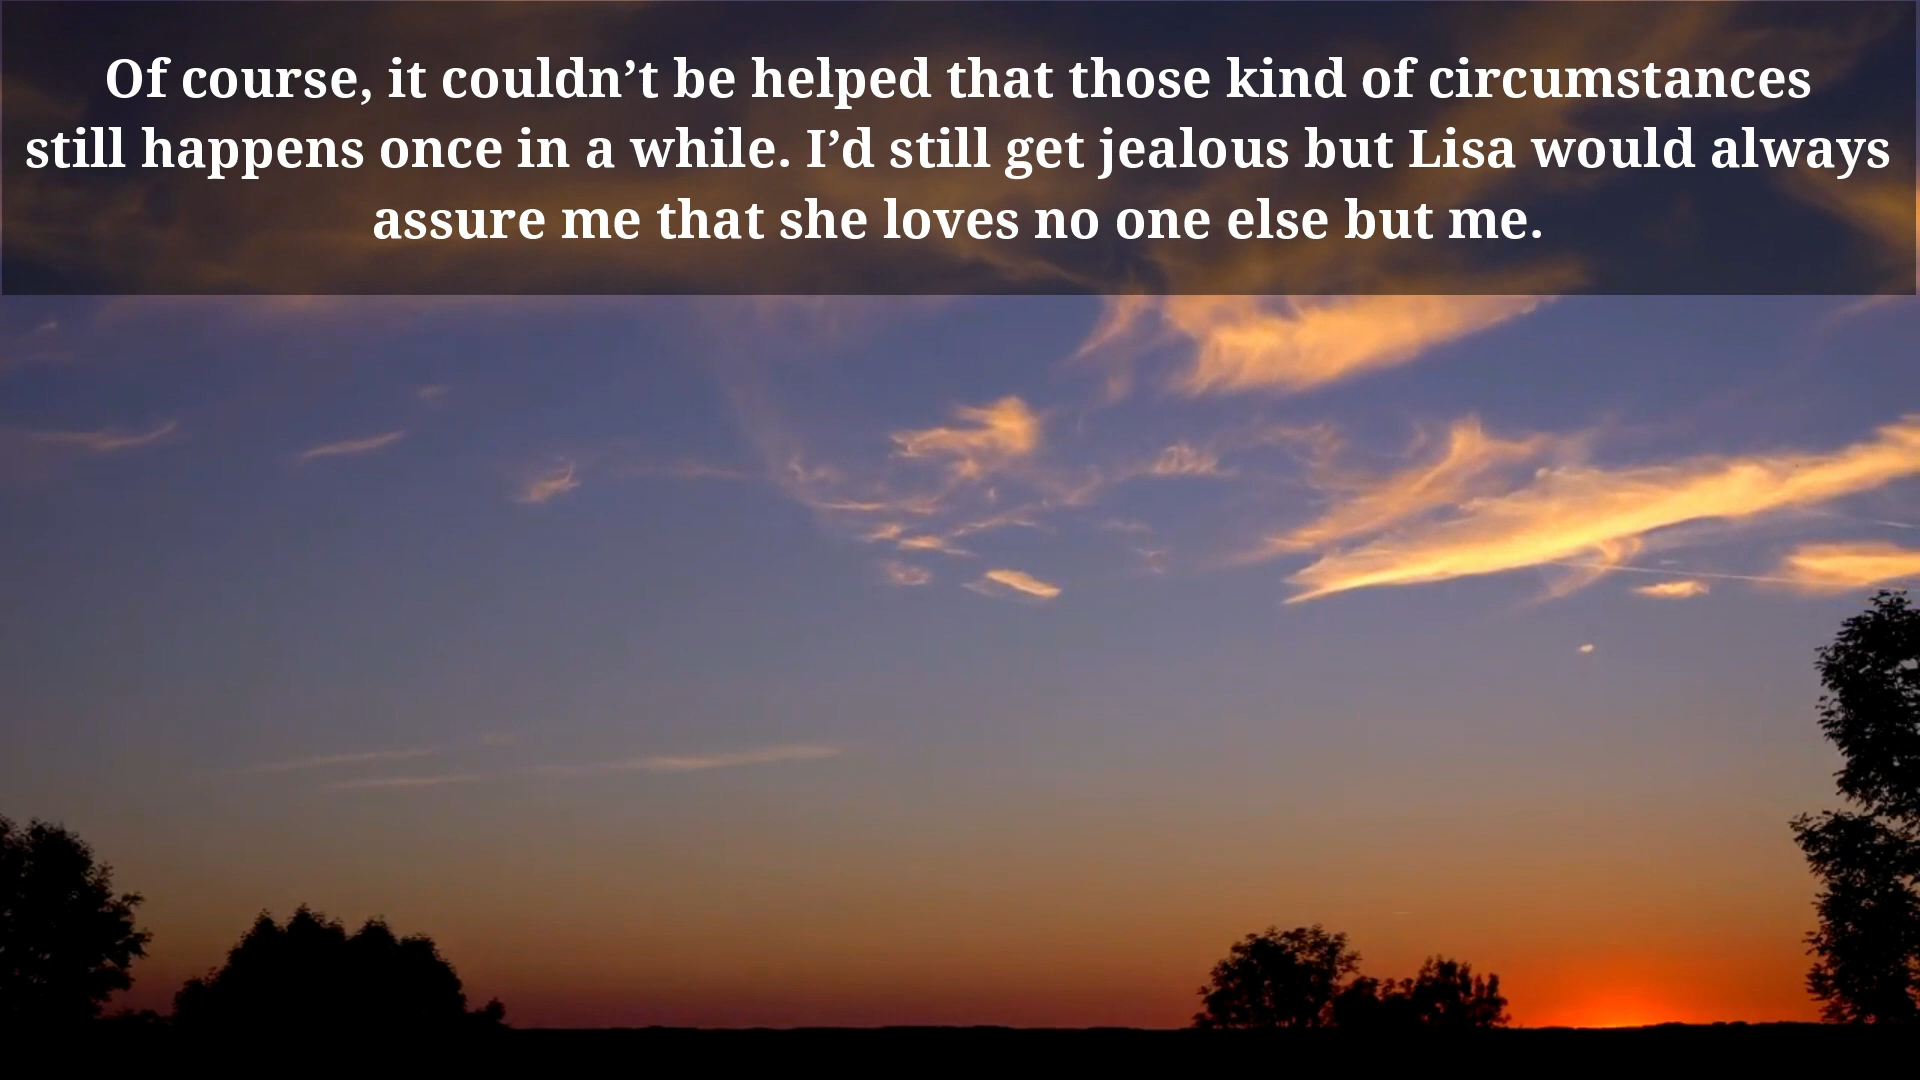 Of course, it couldn’t be helped that those kind of circumstances
still happens once in a while. I’d still get jealous but Lisa would always
assure me that she loves no one else but me.